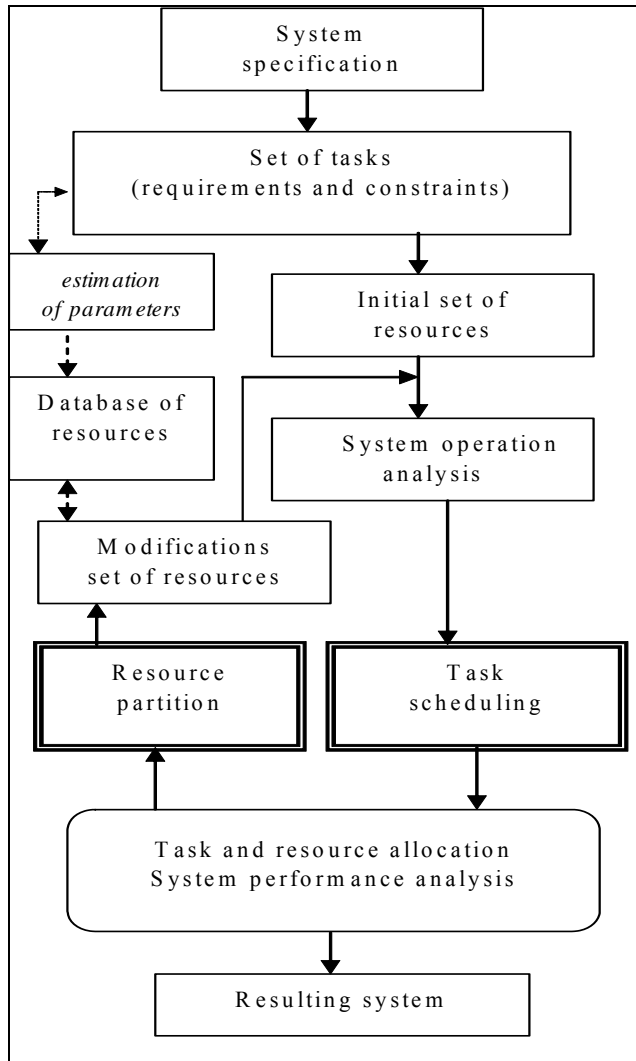 System
specification
Set of tasks
(requirements and constraints)
estimation
of parameters
Initial set of
resources
Database of
resources
System operation
analysis
Modifications
set of resources
Resource
partition
Task
scheduling
Task and resource allocation
System performance analysis
Resulting system